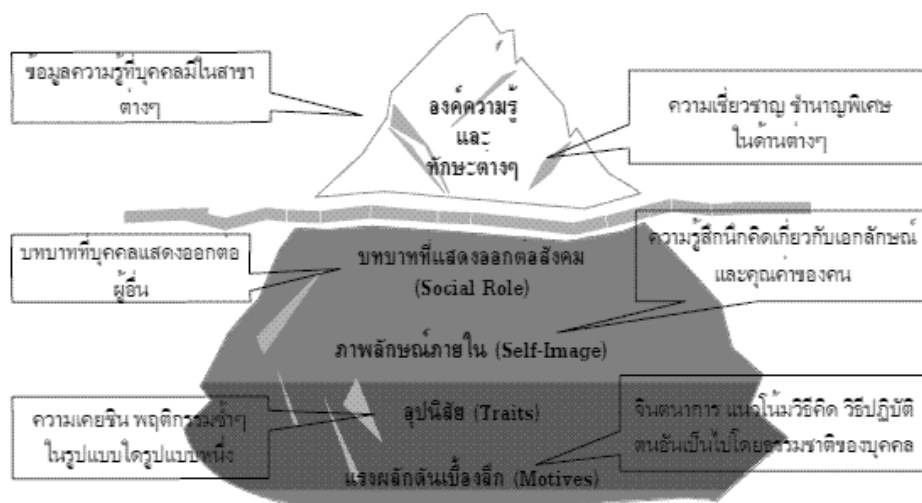 ข้อมูลความรู้ที่บุคคลมีในสาขา
ต่างๆ
องค์ความรู้
และ
ทักษะต่างๆ
ความเชี่ยวชาญ ชำนาญพิเศษ
ในด้านต่างๆ
บทบาทที่บุคคลแสดงออกต่อ
ผู้อื่น
บทบาทที่แสดงออกต่อสังคม
(Social Role)
ความรู้สึกนึกคิดเกี่ยวกับเอกลักษณ์
และคุณค่าของคน
ภาพลักษณ์ภายใน (Self-Image)
ความเคยชิน พฤติกรรมซ้ำๆ
ในรูปแบบใดรูปแบบหนึ่ง
อุปนิสัย (Traits)
จินตนาการ แนวโน้มวิธีคิด วิธีปฏิบัติ
ตนอันเป็นไปโดยธรรมชาติของบุคคล
แรงผลักดันเบื้องลึก (Motives)